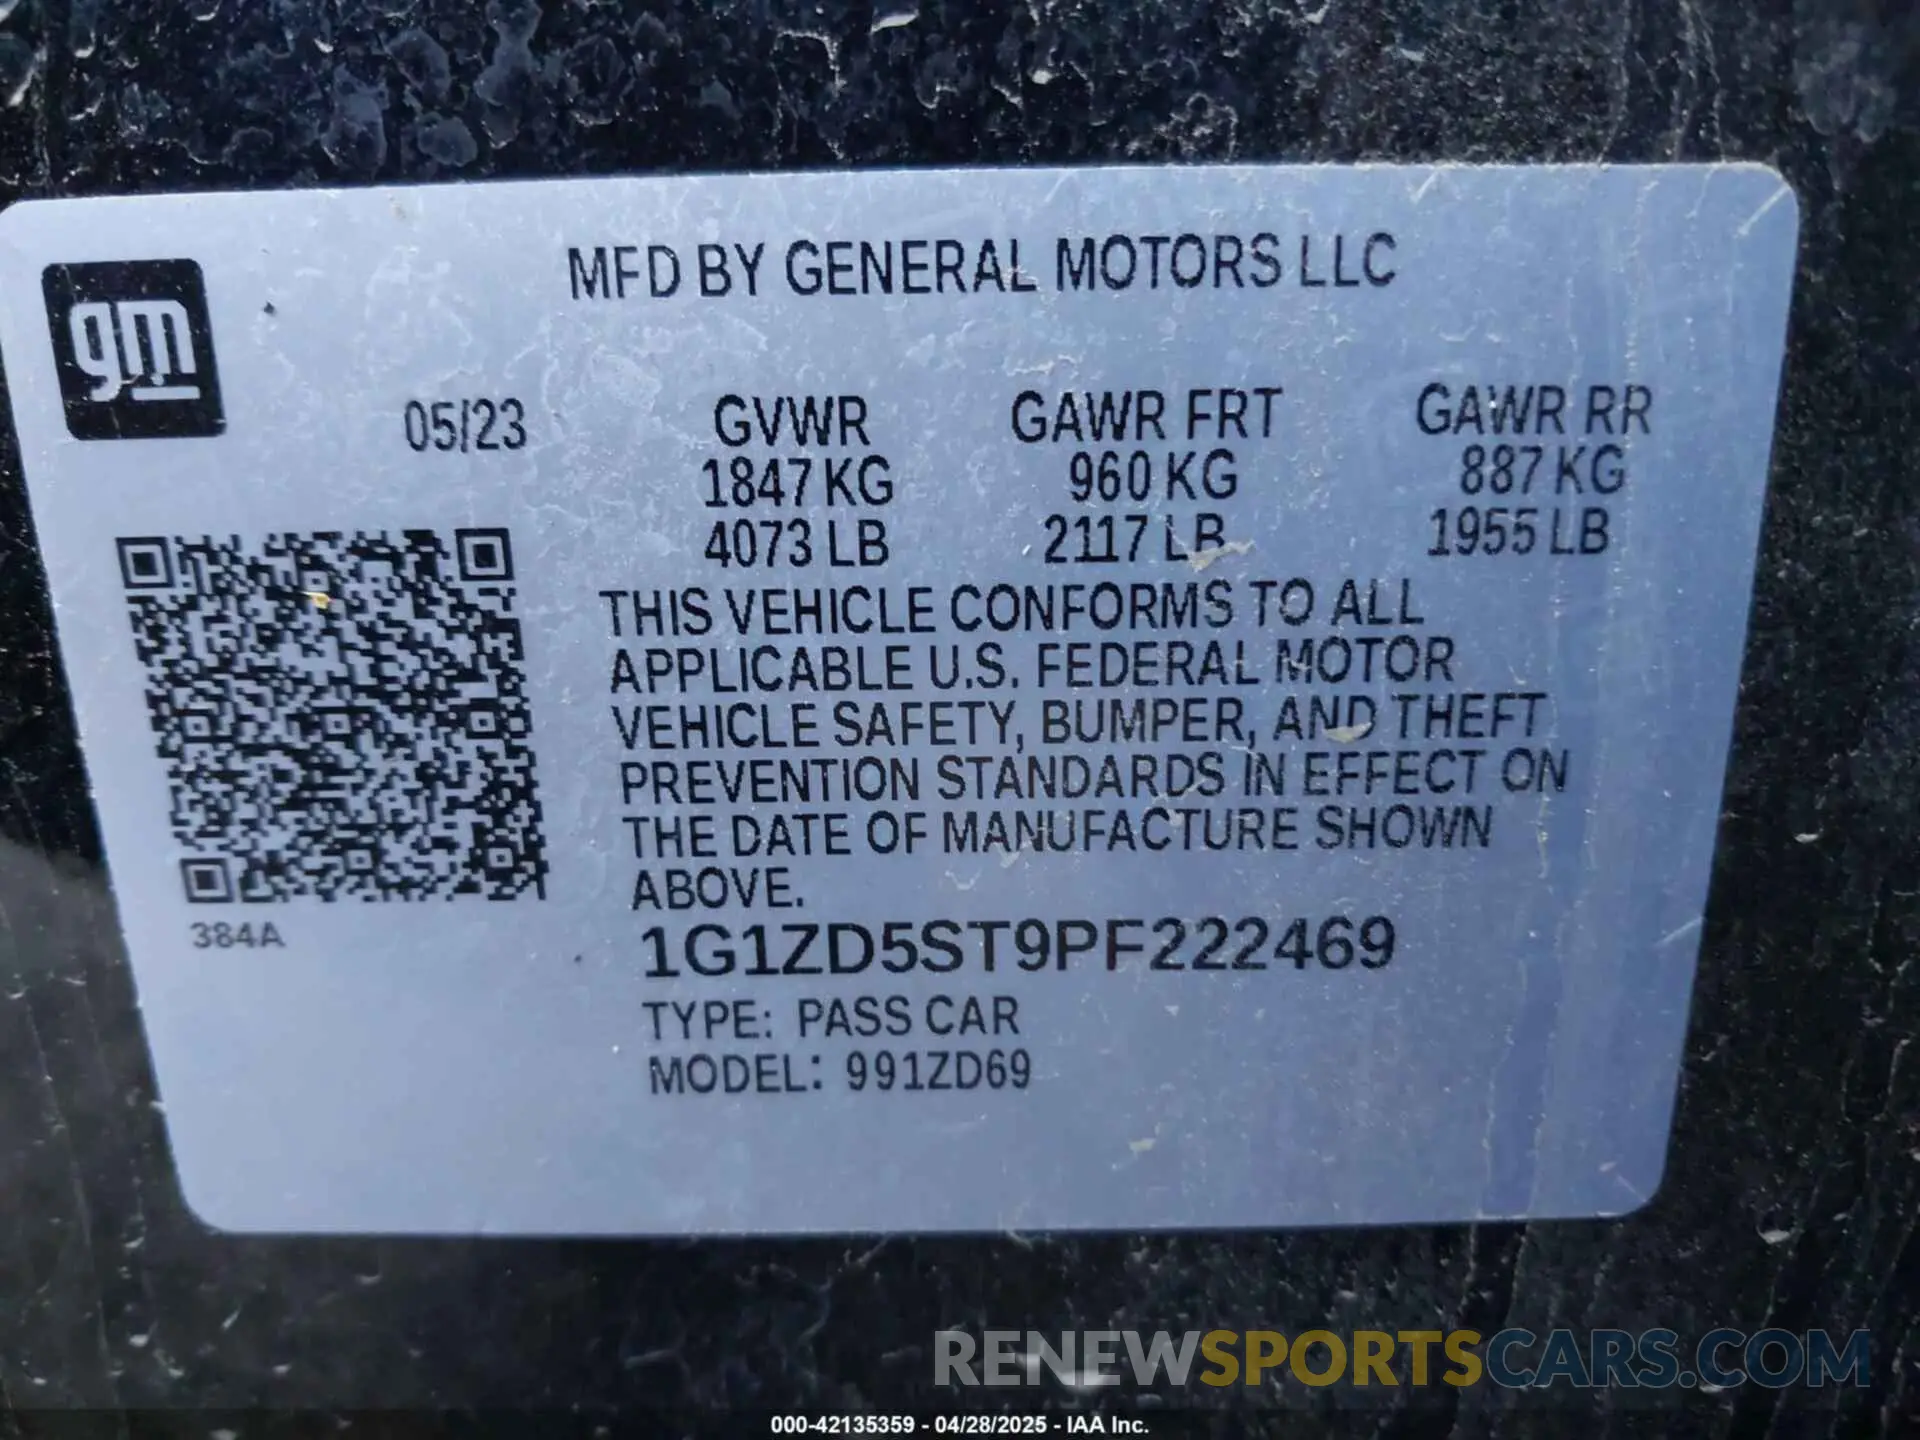 MFD BY GENERAL MOTORS LLC
gm
05/23 GVWR GAWR FRT GAWR RR
1847 KG 960 KG 887 KG
4073 LB 2117 LB 1955 LB
THIS VEHICLE CONFORMS TO ALL
APPLICABLE U.S. FEDERAL MOTOR
VEHICLE SAFETY, BUMPER, AND THEFT
PREVENTION STANDARDS IN EFFECT ON
THE DATE OF MANUFACTURE SHOWN
ABOVE.
384A
1G1ZD5ST9PF222469
TYPE: PASS CAR
MODEL: 991ZD69
RENEWSPORTSCARS.COM
000-42135359 - 04/28/2025 - IAA Inc.